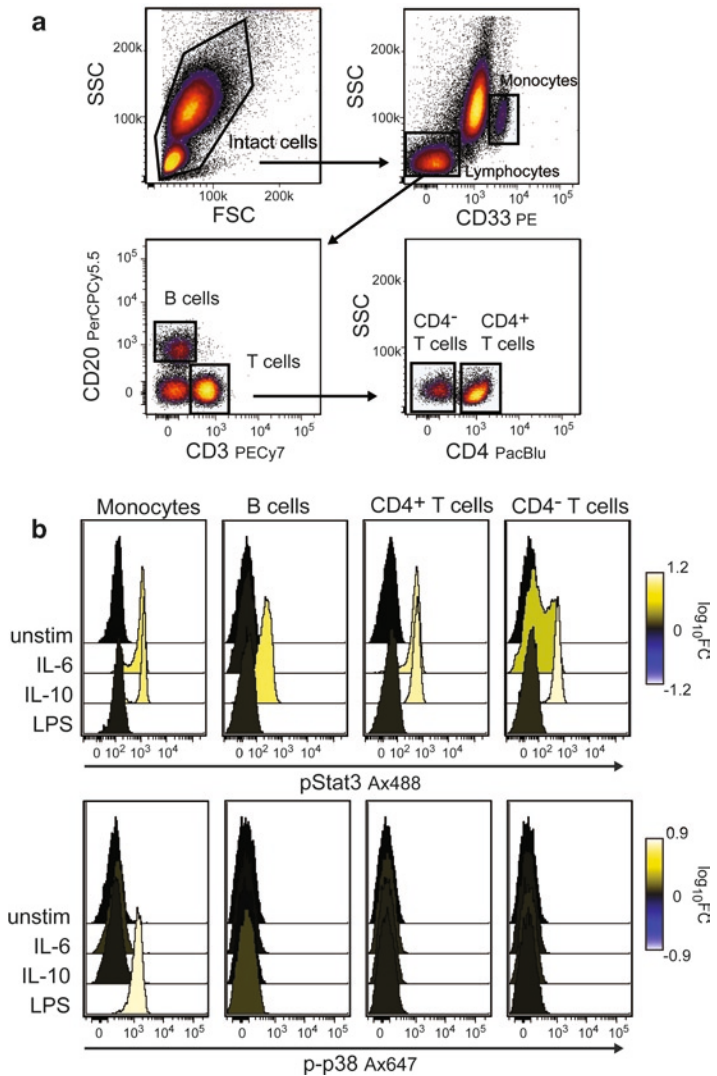 a
SSC
200k
100k
Intact cells
100k 200k
FSC
SSC
200k
100k
0
Monocytes
Lymphocytes
0 10³ 10⁴ 10⁵
CD33 PE
CD20 PerCPCy5.5
10⁵
10⁴
10³
0
B cells
T cells
0 10³ 10⁴ 10⁵
CD3 PECy7
SSC
200k
100k
0
CD4⁻ T cells
CD4⁺ T cells
0 10³ 10⁴ 10⁵
CD4 PacBlu
b
Monocytes B cells CD4⁺ T cells CD4⁻ T cells
unstim
IL-6
IL-10
LPS
0 10² 10³ 10⁴ 0 10² 10³ 10⁴ 0 10² 10³ 10⁴ 0 10² 10³ 10⁴
pStat3 Ax488
1.2
0
-1.2
log₁₀FC
unstim
IL-6
IL-10
LPS
0 10³ 10⁴ 10⁵ 0 10³ 10⁴ 10⁵ 0 10³ 10⁴ 10⁵ 0 10³ 10⁴ 10⁵
p-p38 Ax647
0.9
0
-0.9
log₁₀FC